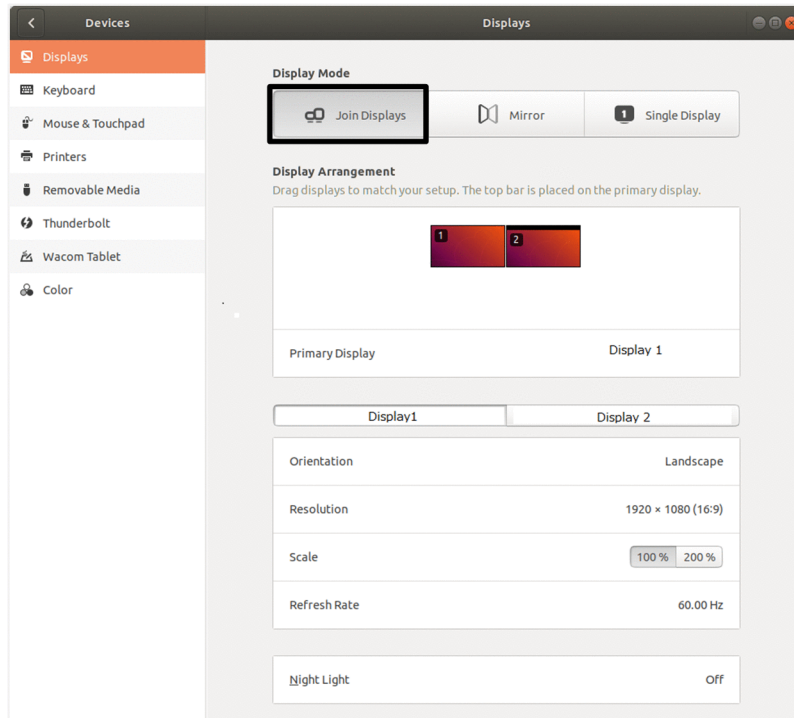 Devices
Displays
Displays
Keyboard
Mouse & Touchpad
Printers
Removable Media
Thunderbolt
Wacom Tablet
Color
Display Mode
Join Displays
Mirror
1
Single Display
Display Arrangement
Drag displays to match your setup. The top bar is placed on the primary display.
1
2
Primary Display
Display 1
Display1
Display 2
Orientation
Landscape
Resolution
1920 × 1080 (16:9)
Scale
100 %
200 %
Refresh Rate
60.00 Hz
Night Light
Off